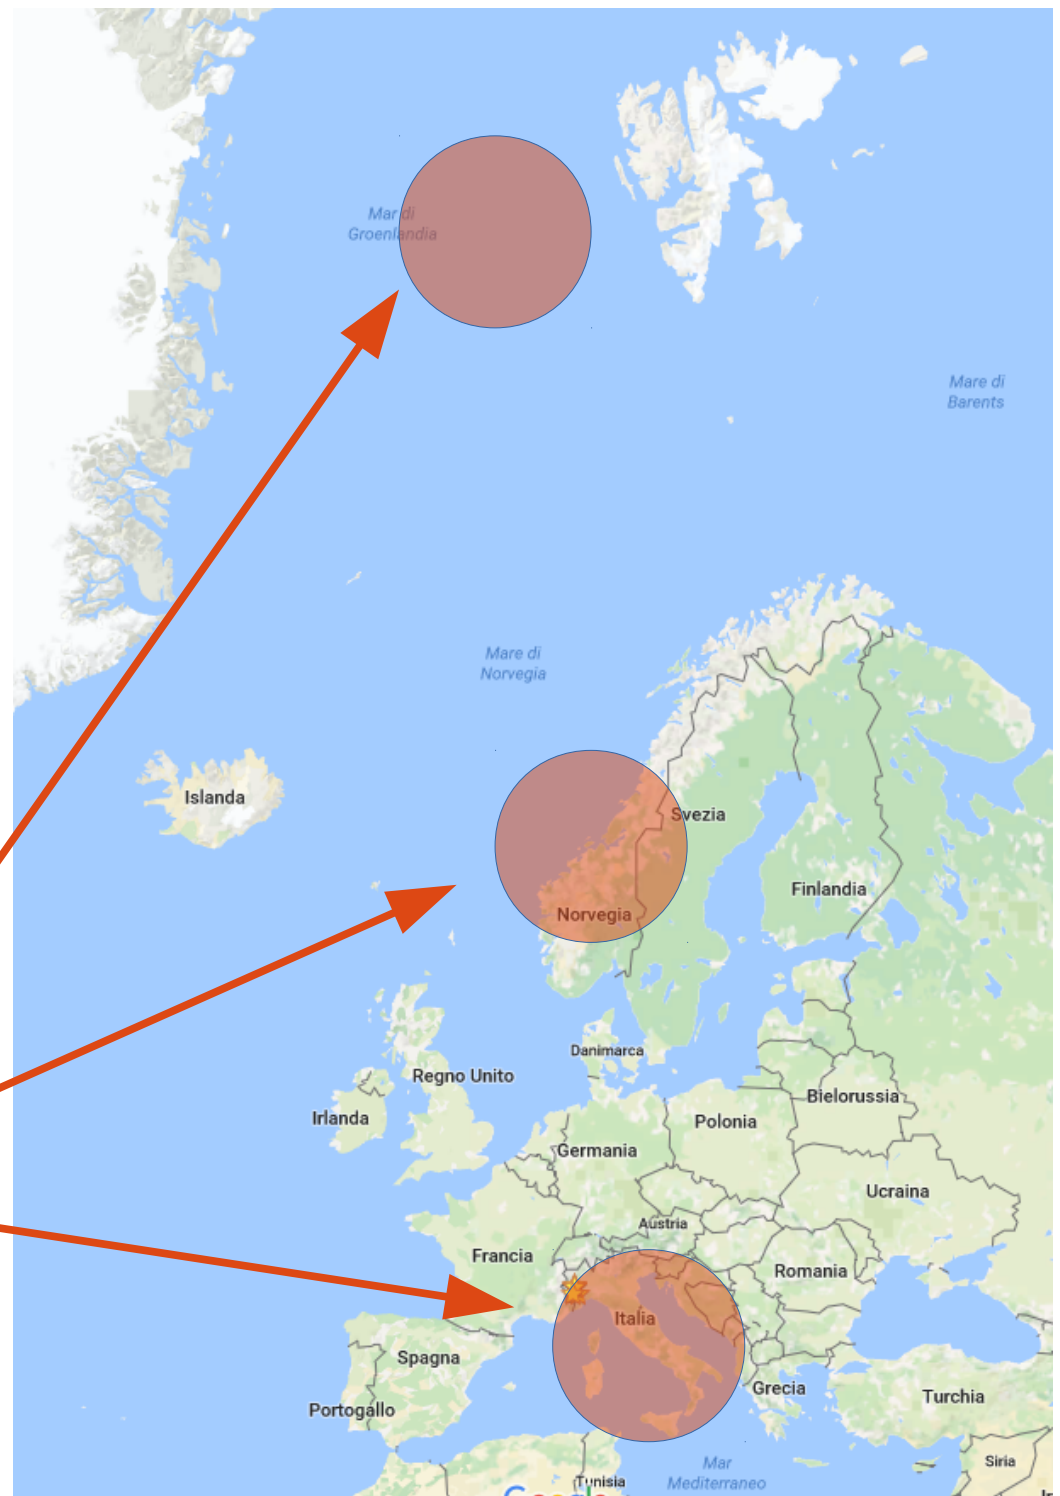 Mar di
Groenlandia
Mare di
Barents
Mare di
Norvegia
Islanda
Svezia
Finlandia
Norvegia
Danimarca
Regno Unito
Irlanda
Bielorussia
Polonia
Germania
Ucraina
Austria
Francia
Romania
Italia
Spagna
Grecia
Turchia
Portogallo
Siria
Mar
Mediterraneo
Tunisia